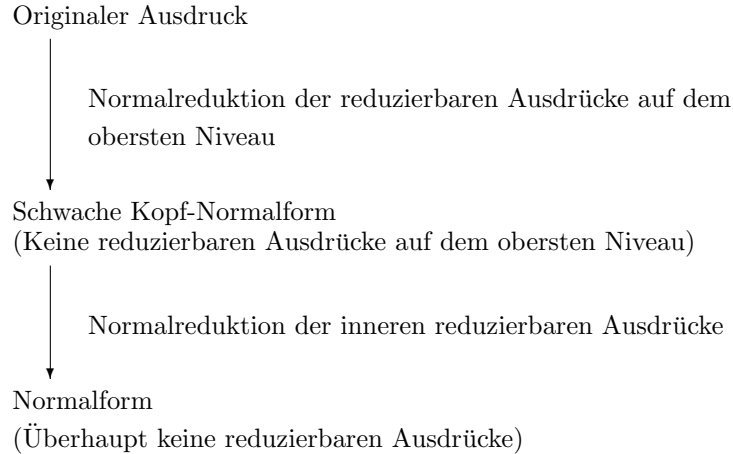 Originaler Ausdruck
Normalreduktion der reduzierbaren Ausdrücke auf dem
obersten Niveau
Schwache Kopf-Normalform
(Keine reduzierbaren Ausdrücke auf dem obersten Niveau)
Normalreduktion der inneren reduzierbaren Ausdrücke
Normalform
(Überhaupt keine reduzierbaren Ausdrücke)